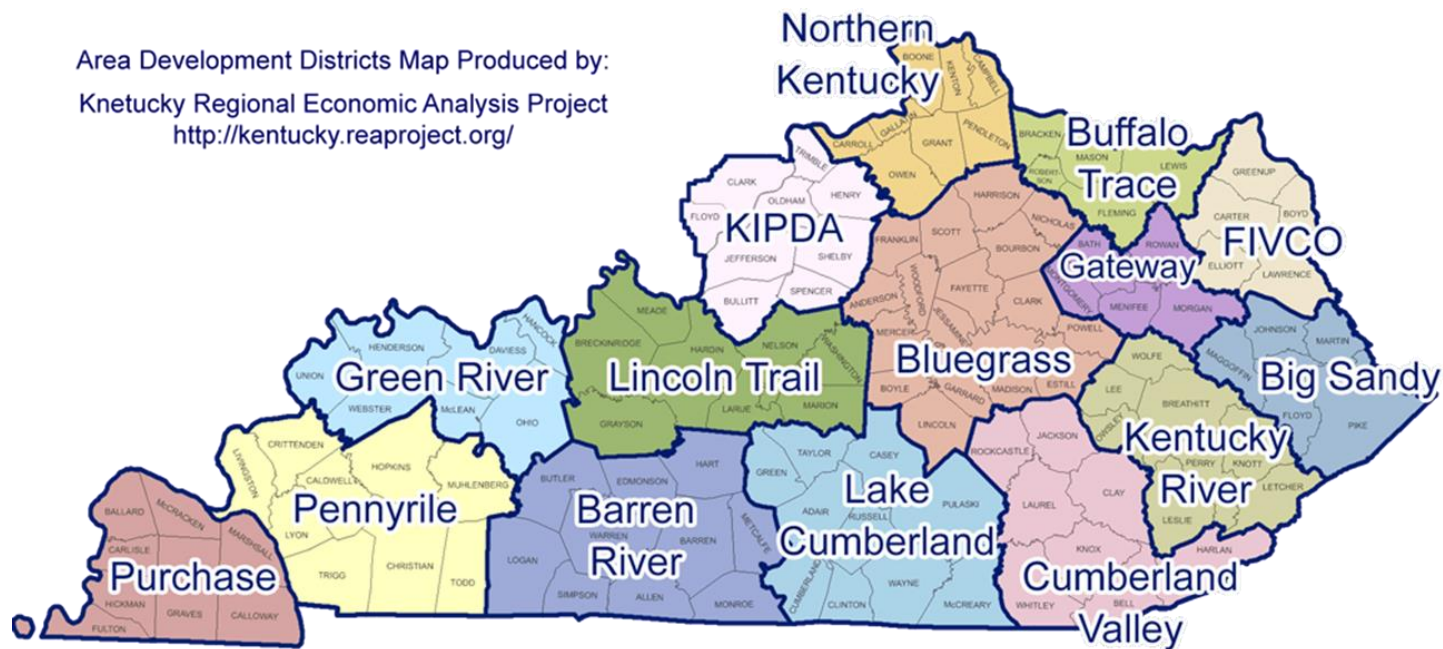 Area Development Districts Map Produced by:
Knetucky Regional Economic Analysis Project
http://kentucky.reaproject.org/
Northern
Kentucky
BOONE
KENTON
CAMPBELL
GALLATIN
CARROLL
GRANT
PENDLETON
OWEN
Buffalo
Trace
BRACKEN
MASON
LEWIS
ROBERT-
SON
FLEMING
FIVCO
GREENUP
CARTER
BOYD
ELLIOTT
LAWRENCE
KIPDA
TRIMBLE
CLARK
OLDHAM
HENRY
FLOYD
JEFFERSON
SHELBY
BULLITT
SPENCER
Gateway
BATH
ROWAN
MONTGOMERY
MENIFEE
MORGAN
Bluegrass
HARRISON
NICHOLAS
FRANKLIN
SCOTT
BOURBON
WOODFORD
FAYETTE
CLARK
ANDERSON
JESSAMINE
MERCER
POWELL
BOYLE
GARRARD
MADISON
ESTILL
LINCOLN
Big Sandy
JOHNSON
MARTIN
MAGOFFIN
FLOYD
PIKE
Green River
HANCOCK
HENDERSON
DAVIESS
UNION
WEBSTER
McLEAN
OHIO
Lincoln Trail
MEADE
BRECKINRIDGE
HARDIN
NELSON
WASHINGTON
LARUE
MARION
GRAYSON
Kentucky
River
WOLFE
LEE
BREATHITT
OWSLEY
PERRY
KNOTT
LETCHER
LESLIE
Pennyrile
CRITTENDEN
LIVINGSTON
HOPKINS
CALDWELL
MUHLENBERG
LYON
TRIGG
CHRISTIAN
TODD
Barren
River
BUTLER
EDMONSON
HART
WARREN
METCALFE
BARREN
LOGAN
SIMPSON
ALLEN
MONROE
Lake
Cumberland
TAYLOR
CASEY
GREEN
PULASKI
ADAIR
RUSSELL
CUMBERLAND
WAYNE
CLINTON
McCREARY
Cumberland
Valley
JACKSON
ROCKCASTLE
LAUREL
CLAY
KNOX
HARLAN
WHITLEY
BELL
Purchase
BALLARD
McCRACKEN
MARSHSALL
CARLISLE
HICKMAN
GRAVES
CALLOWAY
FULTON